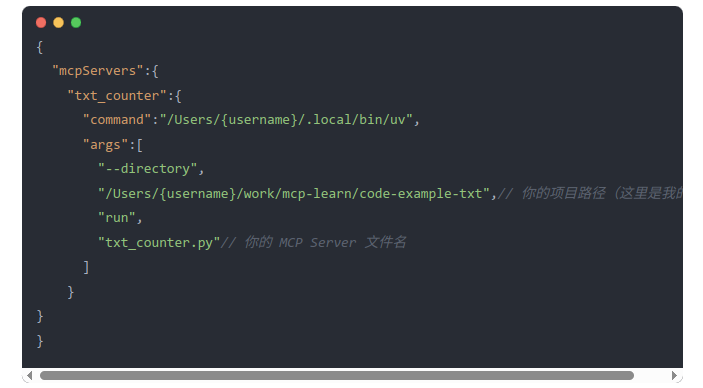 {
"mcpServers":{
"txt_counter":{
"command":"/Users/{username}/.local/bin/uv",
"args":[
"--directory",
"/Users/{username}/work/mcp-learn/code-example-txt",// 你的项目路径（这里是我的
"run",
"txt_counter.py"// 你的 MCP Server 文件名
]
}
}
}